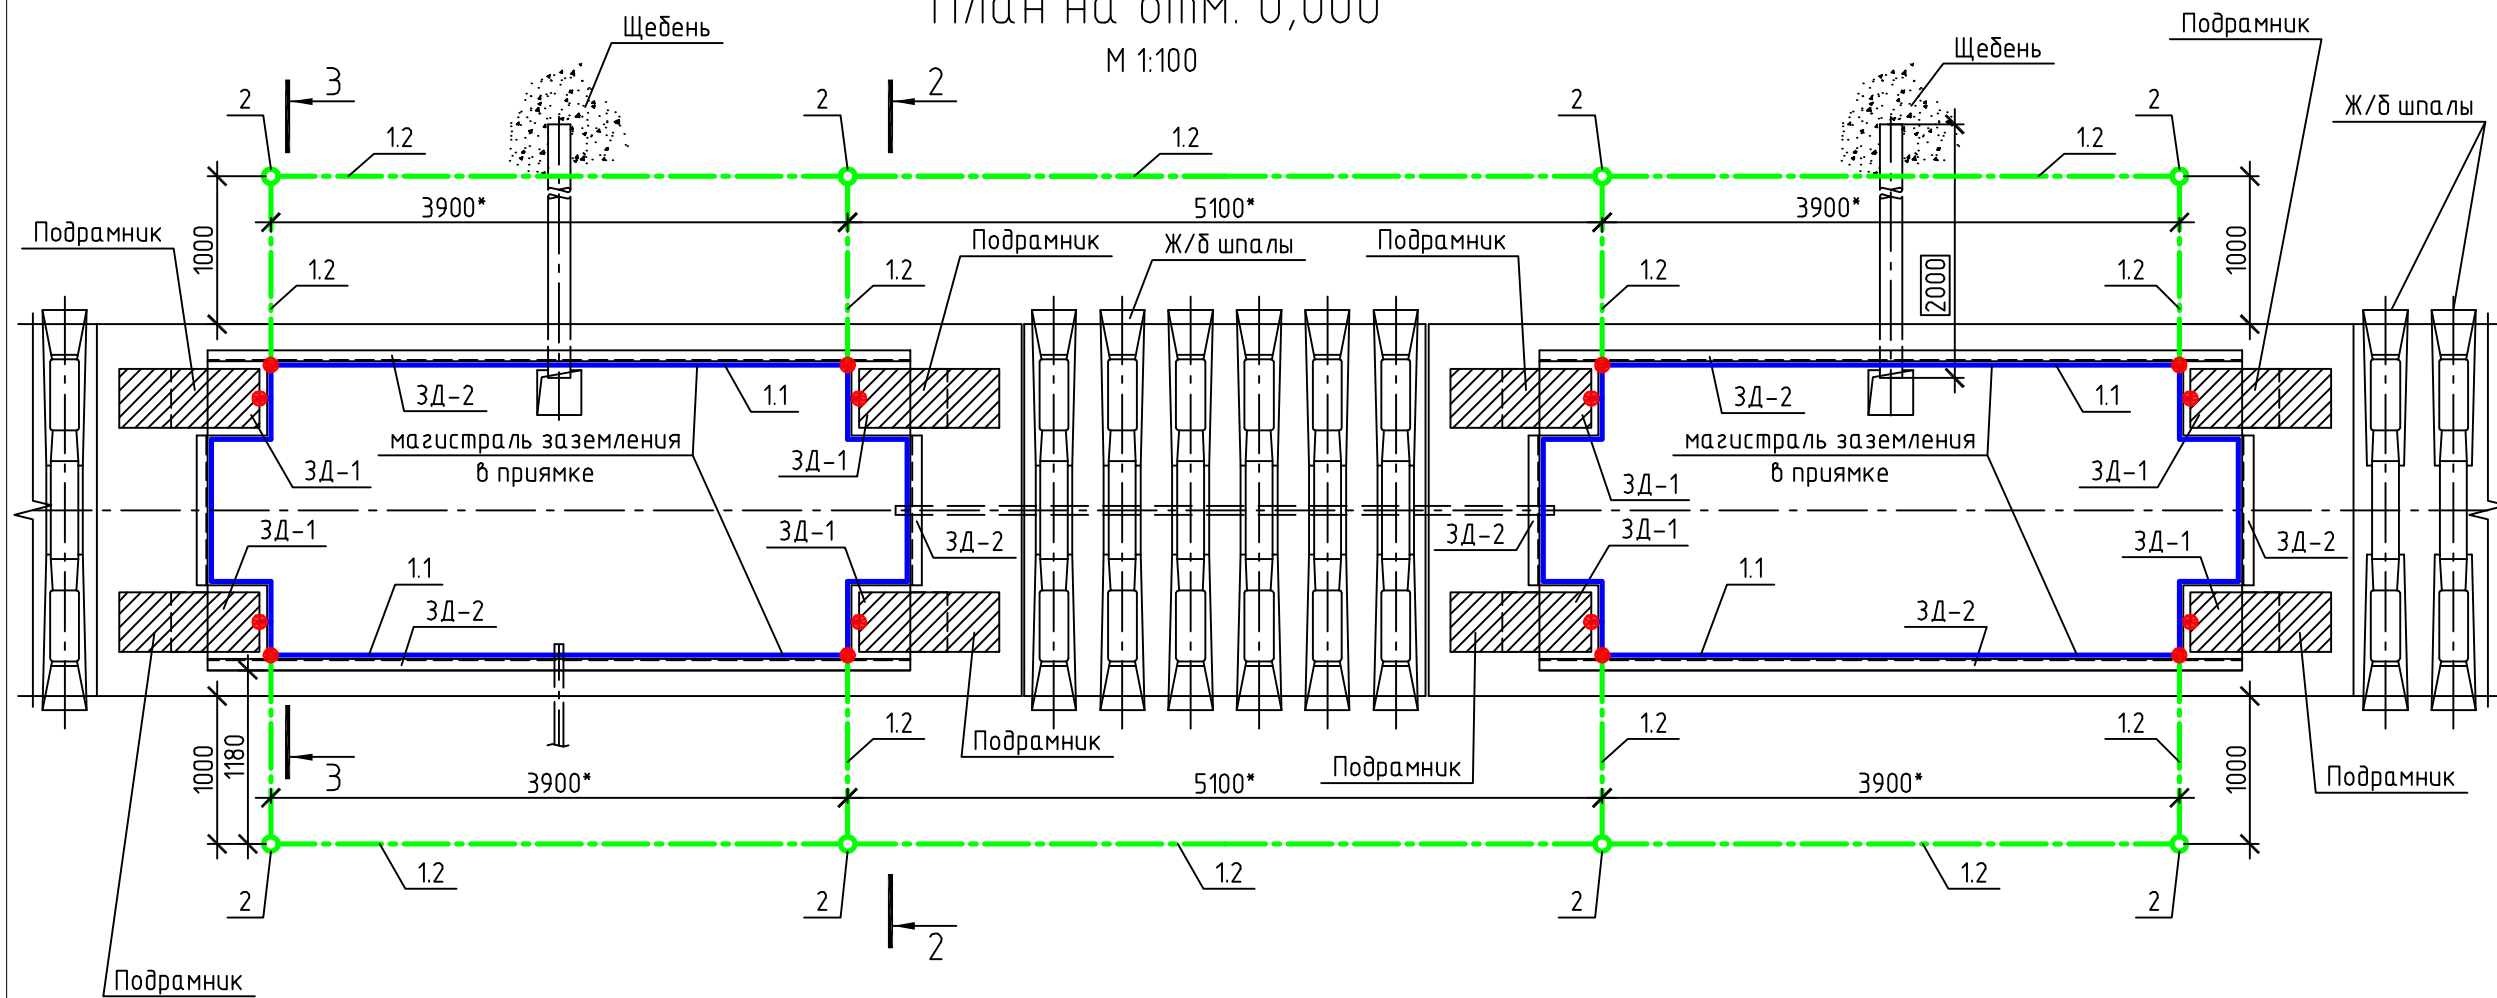 План на отм. 0,000
М 1:100
Щебень
Подрамник
Щебень
Ж/б шпалы
3
2
2
2
2
2
1.2
1.2
1.2
3900*
5100*
3900*
Подрамник
1000
Подрамник
Ж/б шпалы
Подрамник
1000
1.2
1.2
1.2
1.2
2000
ЗД-2
1.1
ЗД-2
1.1
магистраль заземления
в приямке
ЗД-1
ЗД-1
магистраль заземления
в приямке
ЗД-1
ЗД-1
ЗД-1
ЗД-1
ЗД-2
ЗД-2
ЗД-1
ЗД-1
ЗД-2
1.1
1.1
ЗД-2
ЗД-2
1.2
1.2
1.2
1000
1180
3
Подрамник
Подрамник
1000
Подрамник
3900*
5100*
3900*
1.2
1.2
1.2
2
2
2
2
2
Подрамник